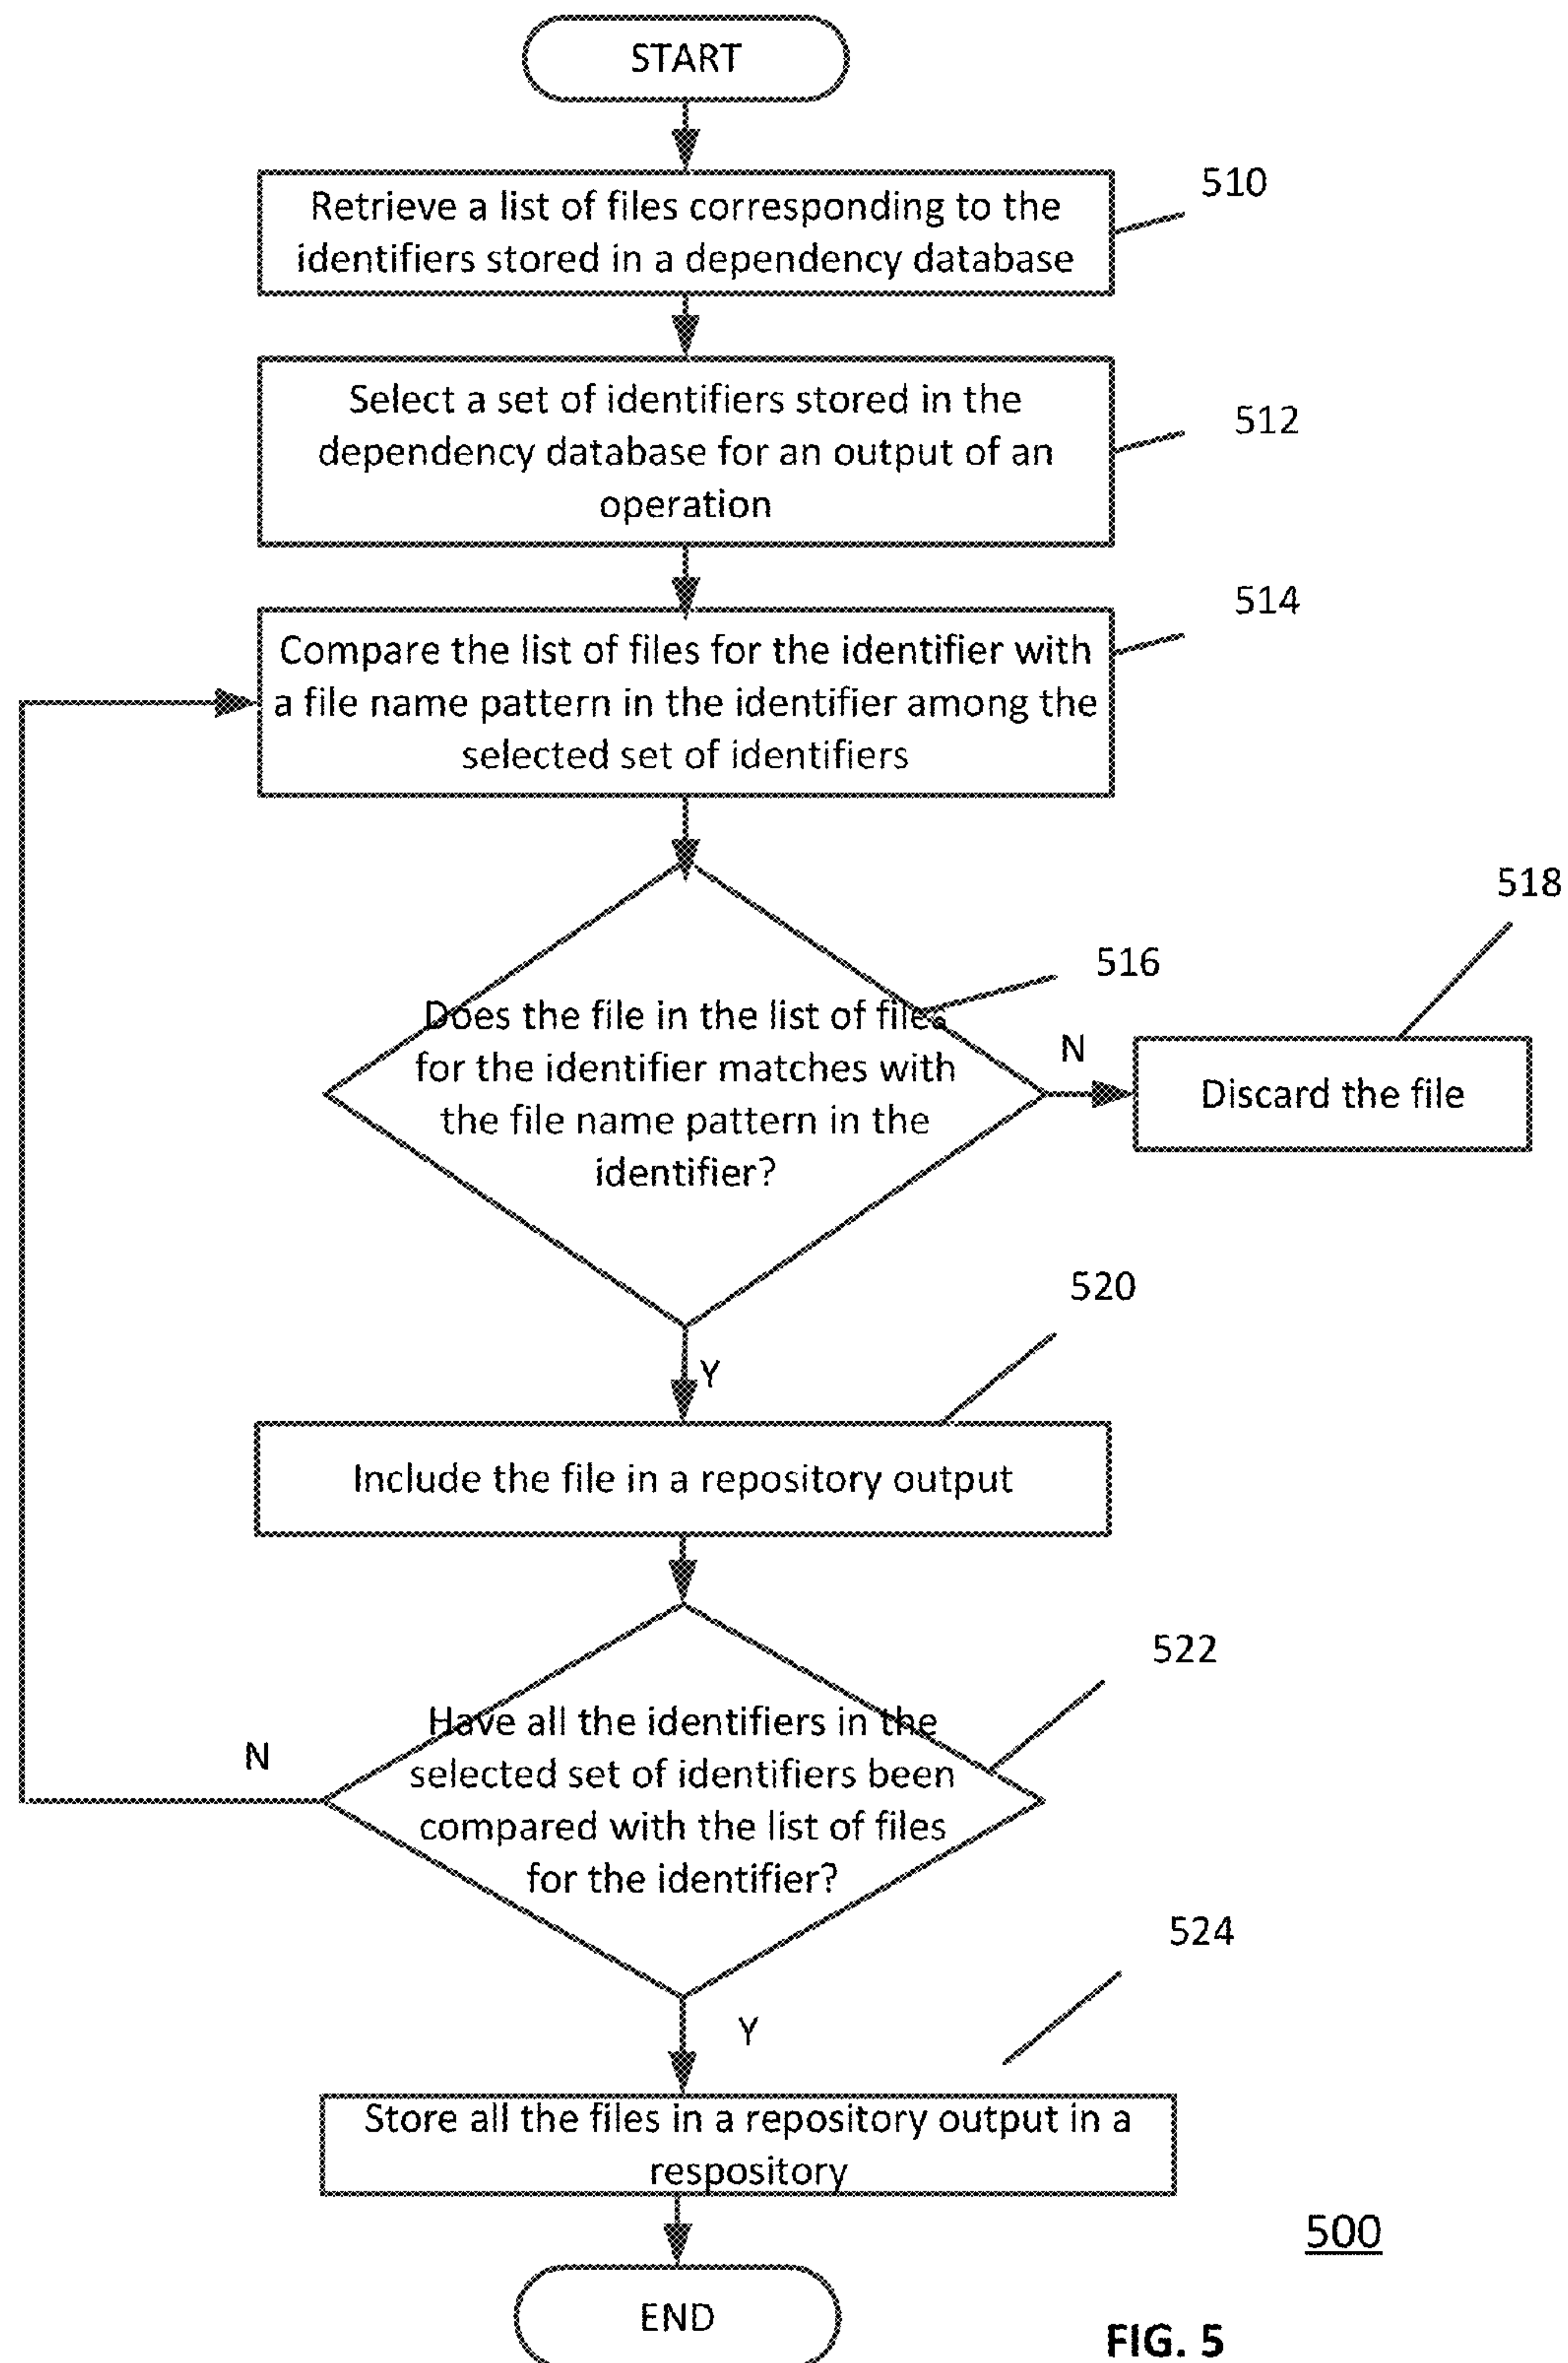 START
510
Retrieve a list of files corresponding to the
identifiers stored in a dependency database
Select a set of identifiers stored in the
dependency database for an output of an
operation
512
514
Compare the list of files for the identifier with
a file name pattern in the identifier among the
selected set of identifiers
518
516
Does the file in the list of files
for the identifier matches with
the file name pattern in the
identifier?
N
Discard the file
520
Y
Include the file in a repository output
522
Have all the identifiers in the
selected set of identifiers been
compared with the list of files
for the identifier?
N
524
Y
Store all the files in a repository output in a
respository
500
END
FIG. 5